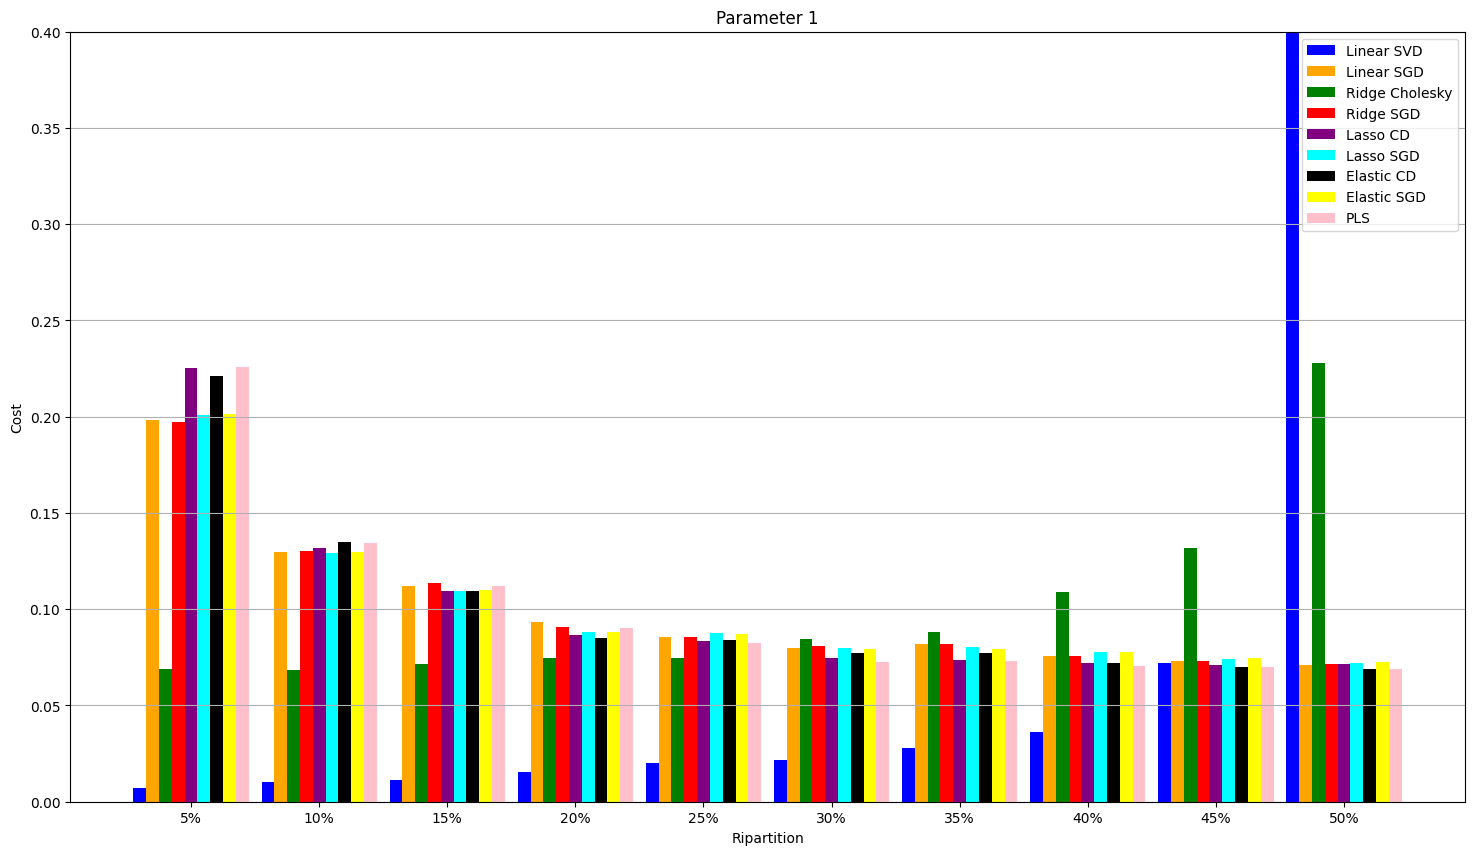 Parameter 1
0.40
0.35
0.30
0.25
0.20
0.15
0.10
0.05
0.00
Cost
Linear SVD
Linear SGD
Ridge Cholesky
Ridge SGD
Lasso CD
Lasso SGD
Elastic CD
Elastic SGD
PLS
5% 10% 15% 20% 25% 30% 35% 40% 45% 50%
Ripartition